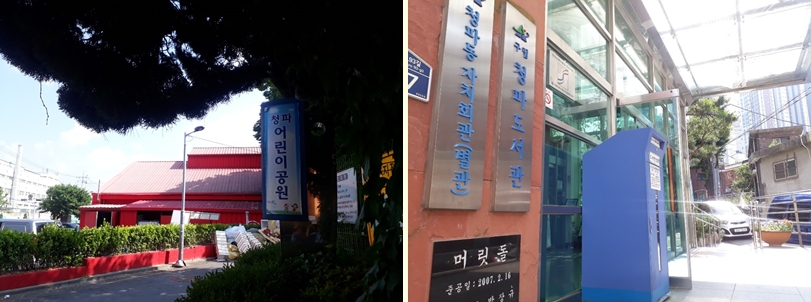 청파
어린이공원
청파동자치회관(별관)
구립 청파도서관
머릿돌
준공일: 2007. 2. 16